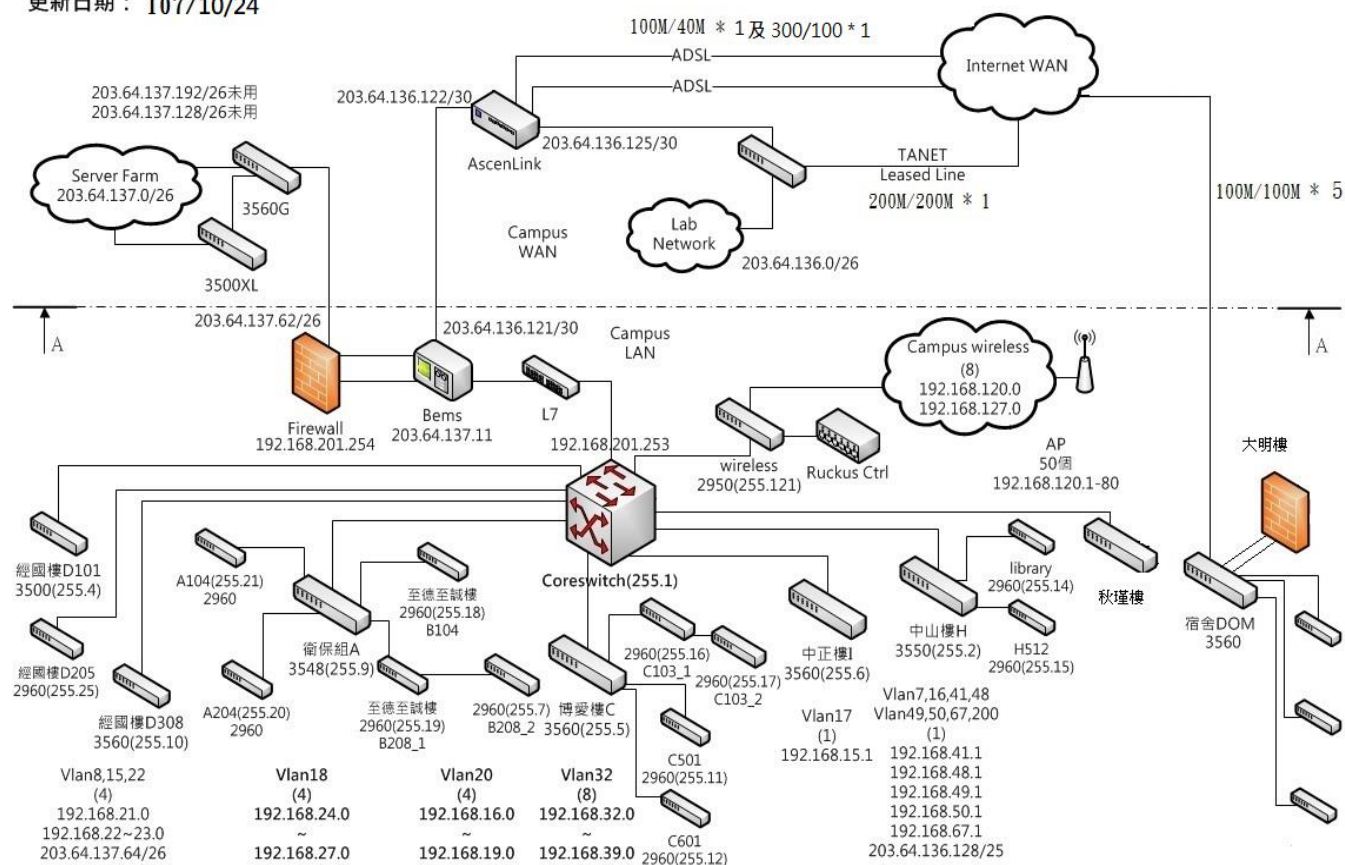 更新日期： 107/10/24
100M/40M * 1及 300/100 * 1
ADSL
ADSL
Internet WAN
203.64.137.192/26未用
203.64.137.128/26未用
203.64.136.122/30
AscenLink
203.64.136.125/30
TANET
Leased Line
200M/200M * 1
100M/100M * 5
Server Farm
203.64.137.0/26
3560G
3500XL
Campus
WAN
Lab
Network
203.64.136.0/26
A
A
203.64.137.62/26
203.64.136.121/30
Campus
LAN
Firewall
192.168.201.254
Bems
203.64.137.11
L7
192.168.201.253
Campus wireless
(8)
192.168.120.0
192.168.127.0
wireless
2950(255.121)
Ruckus Ctrl
AP
50個
192.168.120.1-80
大明樓
Coreswitch(255.1)
經國樓D101
3500(255.4)
經國樓D205
2960(255.25)
經國樓D308
3560(255.10)
A104(255.21)
2960
衛保組A
3548(255.9)
A204(255.20)
2960
至德至誠樓
2960(255.18)
B104
至德至誠樓
2960(255.19)
B208_1
2960(255.7)
B208_2
博愛樓C
3560(255.5)
2960(255.16)
C103_1
2960(255.17)
C103_2
C501
2960(255.11)
C601
2960(255.12)
中正樓I
3560(255.6)
中山樓H
3550(255.2)
library
2960(255.14)
H512
2960(255.15)
秋瑾樓
宿舍DOM
3560
Vlan8,15,22
(4)
192.168.21.0
192.168.22~23.0
203.64.137.64/26
Vlan18
(4)
192.168.24.0
~
192.168.27.0
Vlan20
(4)
192.168.16.0
~
192.168.19.0
Vlan32
(8)
192.168.32.0
~
192.168.39.0
Vlan17
(1)
192.168.15.1
Vlan7,16,41,48
Vlan49,50,67,200
(1)
192.168.41.1
192.168.48.1
192.168.49.1
192.168.50.1
192.168.67.1
203.64.136.128/25